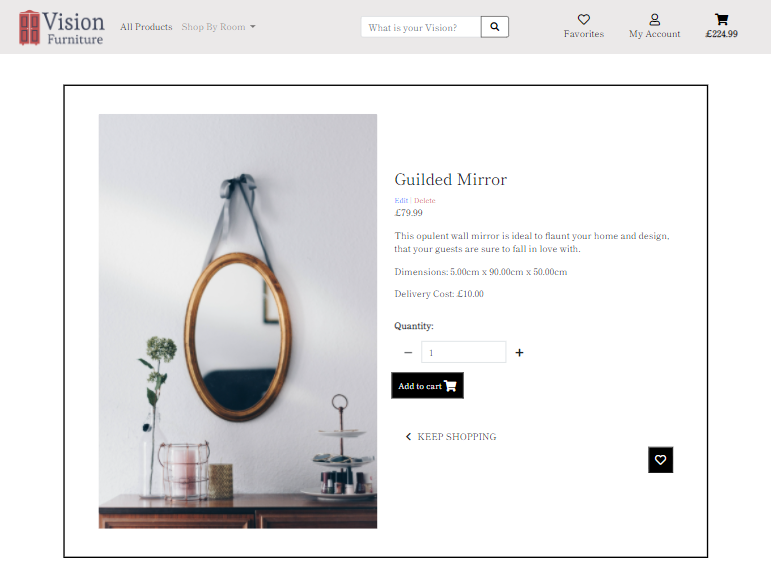 Vision
Furniture
All Products Shop By Room
What is your Vision?
Favorites
My Account
£224.99
Guilded Mirror
Edit | Delete
£79.99
This opulent wall mirror is ideal to flaunt your home and design,
that your guests are sure to fall in love with.
Dimensions: 5.00cm x 90.00cm x 50.00cm
Delivery Cost: £10.00
Quantity:
1
Add to cart
KEEP SHOPPING